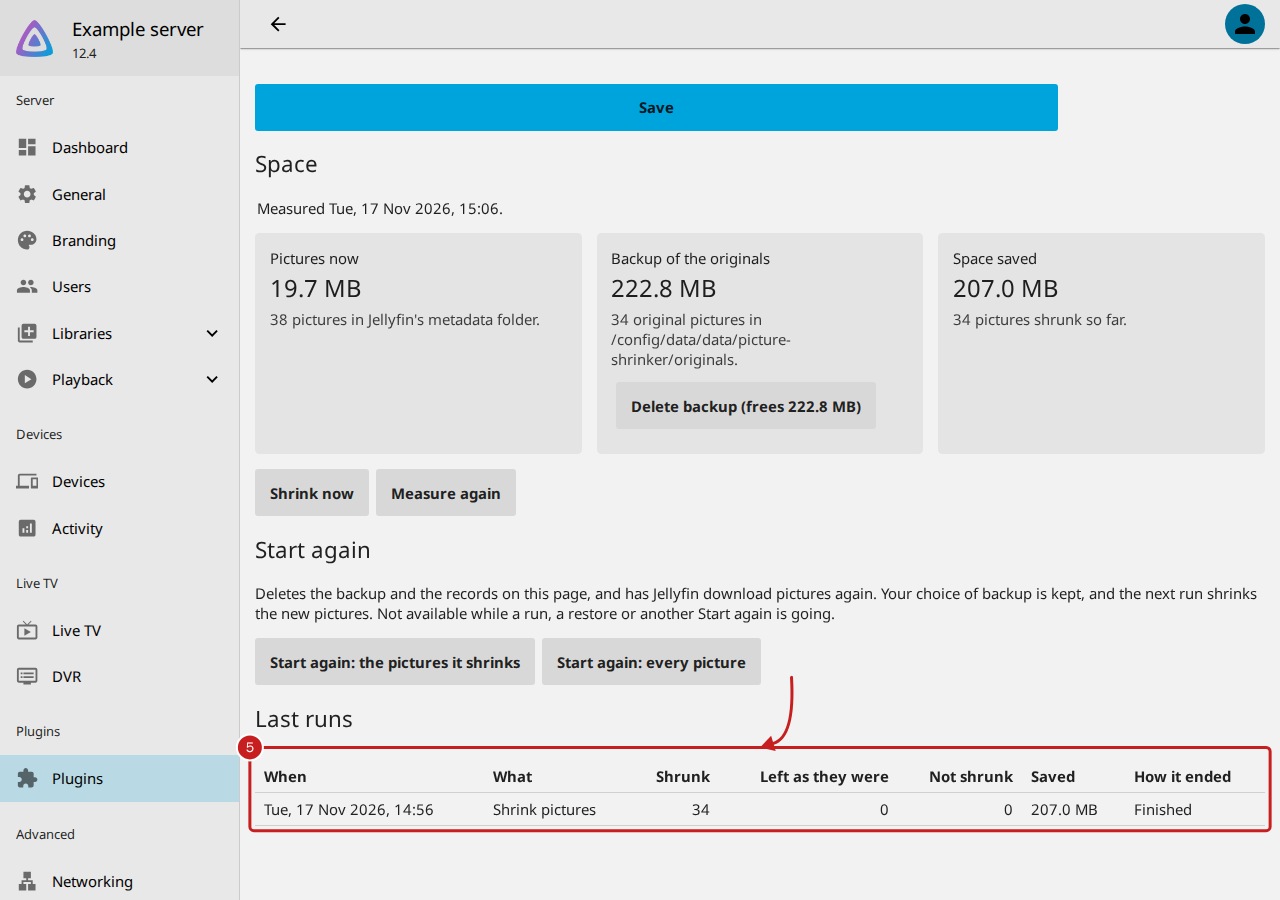 Example server
12.4
Server
Dashboard
General
Branding
Users
Libraries
Playback
Devices
Devices
Activity
Live TV
Live TV
DVR
Plugins
Plugins
Advanced
Networking
Save
Space
Measured Tue, 17 Nov 2026, 15:06.
Pictures now
19.7 MB
38 pictures in Jellyfin's metadata folder.
Backup of the originals
222.8 MB
34 original pictures in
/config/data/data/picture-
shrinker/originals.
Delete backup (frees 222.8 MB)
Space saved
207.0 MB
34 pictures shrunk so far.
Shrink now
Measure again
Start again
Deletes the backup and the records on this page, and has Jellyfin download pictures again. Your choice of backup is kept, and the next run shrinks
the new pictures. Not available while a run, a restore or another Start again is going.
Start again: the pictures it shrinks
Start again: every picture
Last runs
5
When What Shrunk Left as they were Not shrunk Saved How it ended
Tue, 17 Nov 2026, 14:56 Shrink pictures 34 0 0 207.0 MB Finished